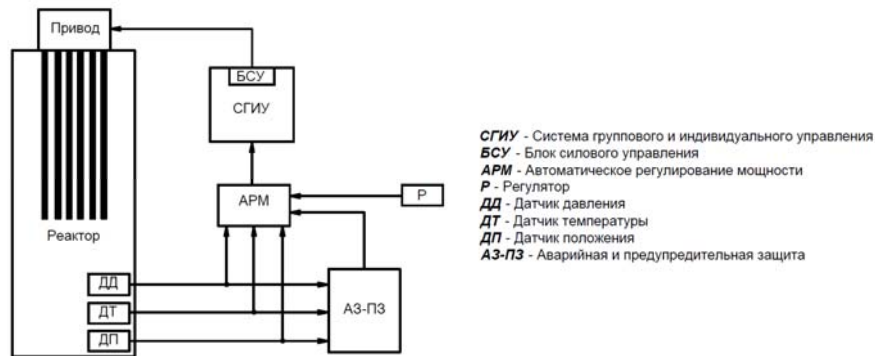 Привод
БСУ
СГИУ
АРМ
Р
Реактор
ДД
ДТ
ДП
АЗ-ПЗ
СГИУ - Система группового и индивидуального управления
БСУ - Блок силового управления
АРМ - Автоматическое регулирование мощности
Р - Регулятор
ДД - Датчик давления
ДТ - Датчик температуры
ДП - Датчик положения
АЗ-ПЗ - Аварийная и предупредительная защита